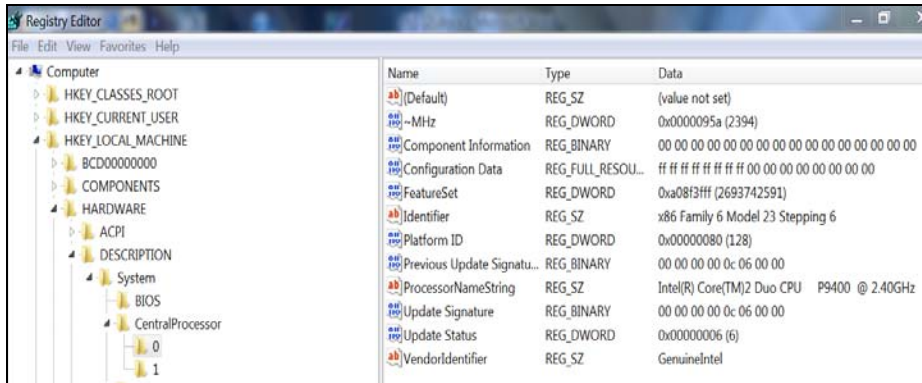 Registry Editor
File Edit View Favorites Help
Computer
HKEY_CLASSES_ROOT
HKEY_CURRENT_USER
HKEY_LOCAL_MACHINE
BCD00000000
COMPONENTS
HARDWARE
ACPI
DESCRIPTION
System
BIOS
CentralProcessor
0
1
Name Type Data
(Default) REG_SZ (value not set)
~MHz REG_DWORD 0x0000095a (2394)
Component Information REG_BINARY 00 00 00 00 00 00 00 00 00 00 00 00 00 00 00 00
Configuration Data REG_FULL_RESOU... ff ff ff ff ff ff ff ff 00 00 00 00 00 00 00 00
FeatureSet REG_DWORD 0xa08f3fff (2693742591)
Identifier REG_SZ x86 Family 6 Model 23 Stepping 6
Platform ID REG_DWORD 0x00000080 (128)
Previous Update Signatu... REG_BINARY 00 00 00 00 0c 06 00 00
ProcessorNameString REG_SZ Intel(R) Core(TM)2 Duo CPU P9400 @ 2.40GHz
Update Signature REG_BINARY 00 00 00 00 0c 06 00 00
Update Status REG_DWORD 0x00000006 (6)
VendorIdentifier REG_SZ GenuineIntel